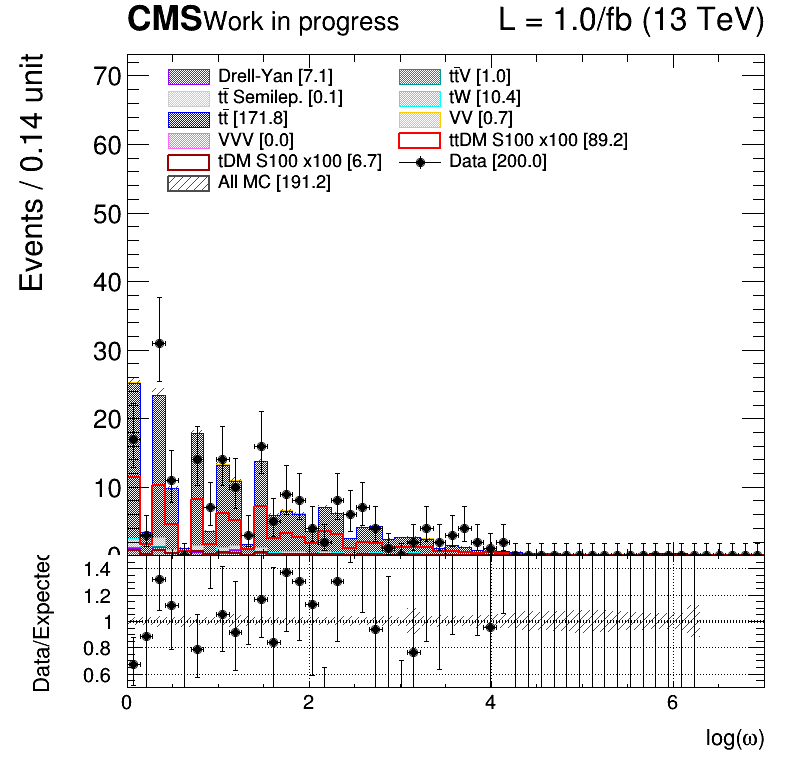 CMS Work in progress L = 1.0/fb (13 TeV)
Events / 0.14 unit
70
60
50
40
30
20
10
0
Drell-Yan [7.1]
tt̄ Semilep. [0.1]
tt̄ [171.8]
VVV [0.0]
tDM S100 x100 [6.7]
All MC [191.2]
tt̄V [1.0]
tW [10.4]
VV [0.7]
ttDM S100 x100 [89.2]
Data [200.0]
Data/Expected
1.4
1.2
1
0.8
0.6
0 2 4 6
log(ω)